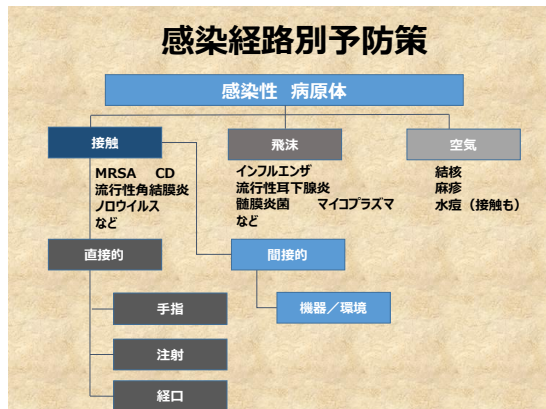 感染経路別予防策
感染性 病原体
接触
MRSA CD
流行性角結膜炎
ノロウイルス
など
飛沫
インフルエンザ
流行性耳下腺炎
髄膜炎菌 マイコプラズマ
など
空気
結核
麻疹
水痘（接触も）
直接的
間接的
手指
機器／環境
注射
経口